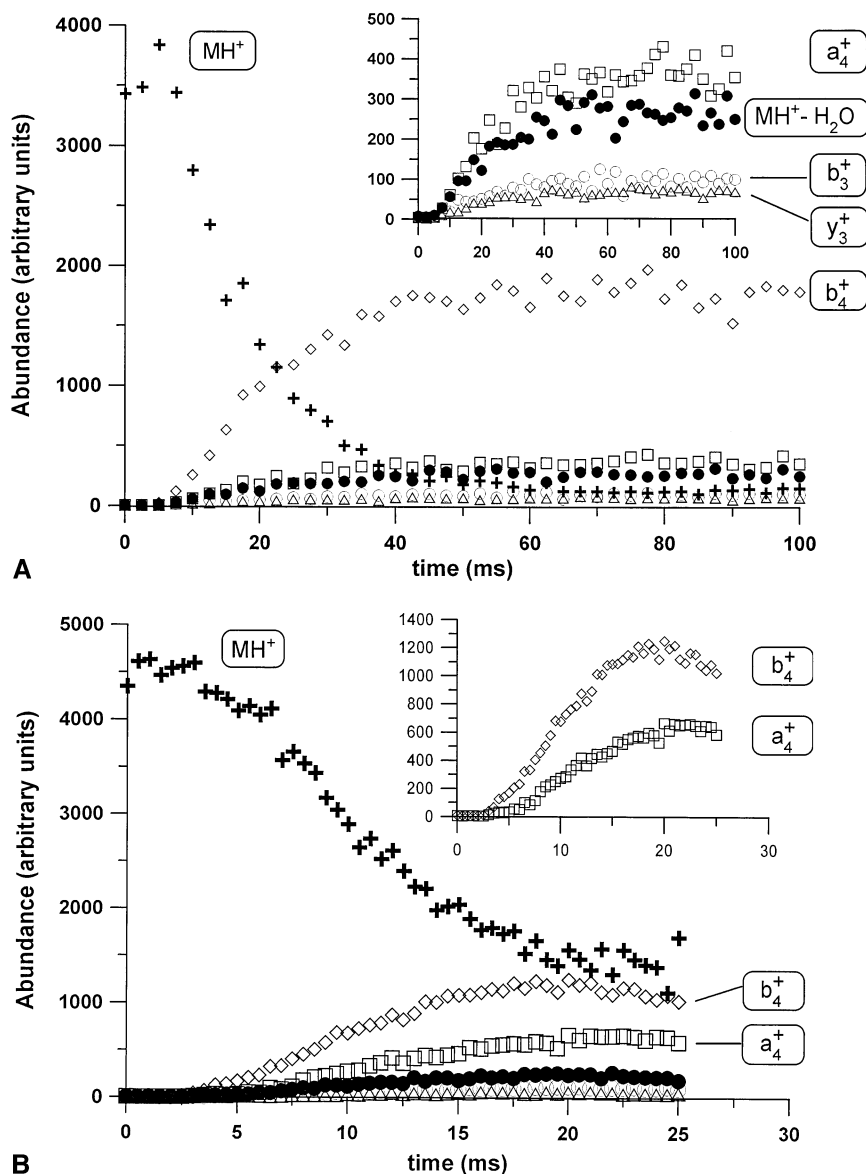 4000
3000
2000
1000
0
0 20 40 60 80 100
Abundance (arbitrary units)
time (ms)
MH⁺
500
400
300
200
100
0
0 20 40 60 80 100
a₄⁺
MH⁺- H₂O
b₃⁺
y₃⁺
b₄⁺
A
5000
4000
3000
2000
1000
0
0 5 10 15 20 25 30
Abundance (arbitrary units)
time (ms)
MH⁺
1400
1200
1000
800
600
400
200
0
0 10 20 30
b₄⁺
a₄⁺
b₄⁺
a₄⁺
B